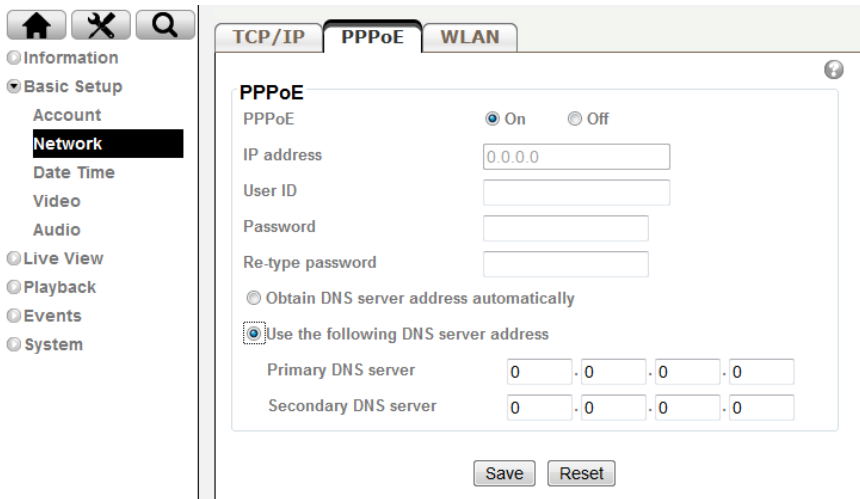 TCP/IP PPPoE WLAN
Information
Basic Setup
Account
Network
Date Time
Video
Audio
Live View
Playback
Events
System
?
PPPoE
PPPoE On Off
IP address 0.0.0.0
User ID
Password
Re-type password
Obtain DNS server address automatically
Use the following DNS server address
Primary DNS server 0 . 0 . 0 . 0
Secondary DNS server 0 . 0 . 0 . 0
Save Reset